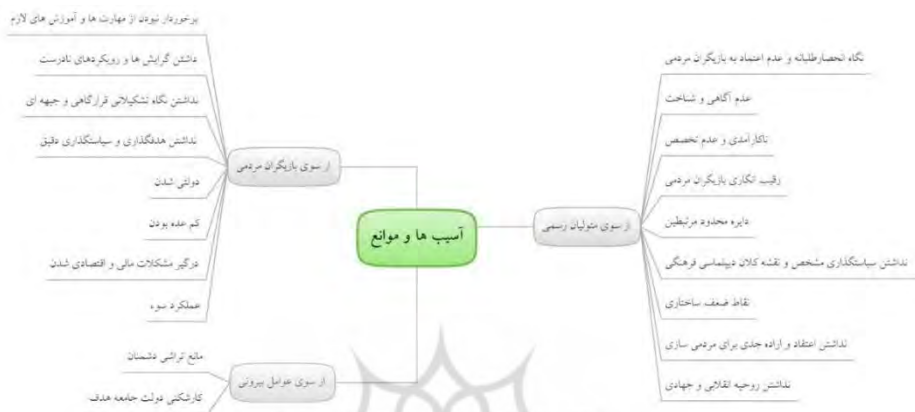 آسیب ها و موانع
از سوی متولیان رسمی
نگاه انحصارطلبانه و عدم اعتماد به بازیگران مردمی
عدم آگاهی و شناخت
ناکارآمدی و عدم تخصص
رقیب انگاری بازیگران مردمی
دایره محدود مرتبطین
نداشتن سیاستگذاری مشخص و نقشه کلان دیپلماسی فرهنگی
نقاط ضعف ساختاری
نداشتن اعتقاد و اراده جدی برای مردمی سازی
نداشتن روحیه انقلابی و جهادی
از سوی بازیگران مردمی
برخوردار نبودن از مهارت ها و آموزش های لازم
داشتن گرایش ها و رویکردهای نادرست
نداشتن نگاه تشکیلاتی قرارگاهی و جبهه ای
نداشتن هدفگذاری و سیاستگذاری دقیق
دولتی شدن
کم عده بودن
درگیر مشکلات مالی و اقتصادی شدن
عملکرد سوء
از سوی عوامل بیرونی
مانع تراشی دشمنان
کارشکنی دولت جامعه هدف